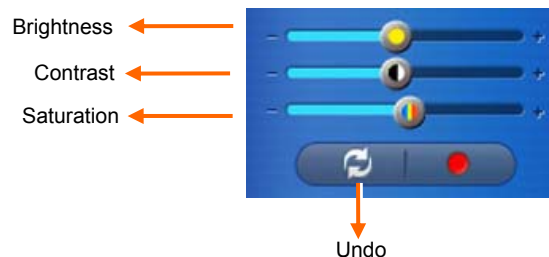 Brightness
- +
Contrast
- +
Saturation
- +
Undo